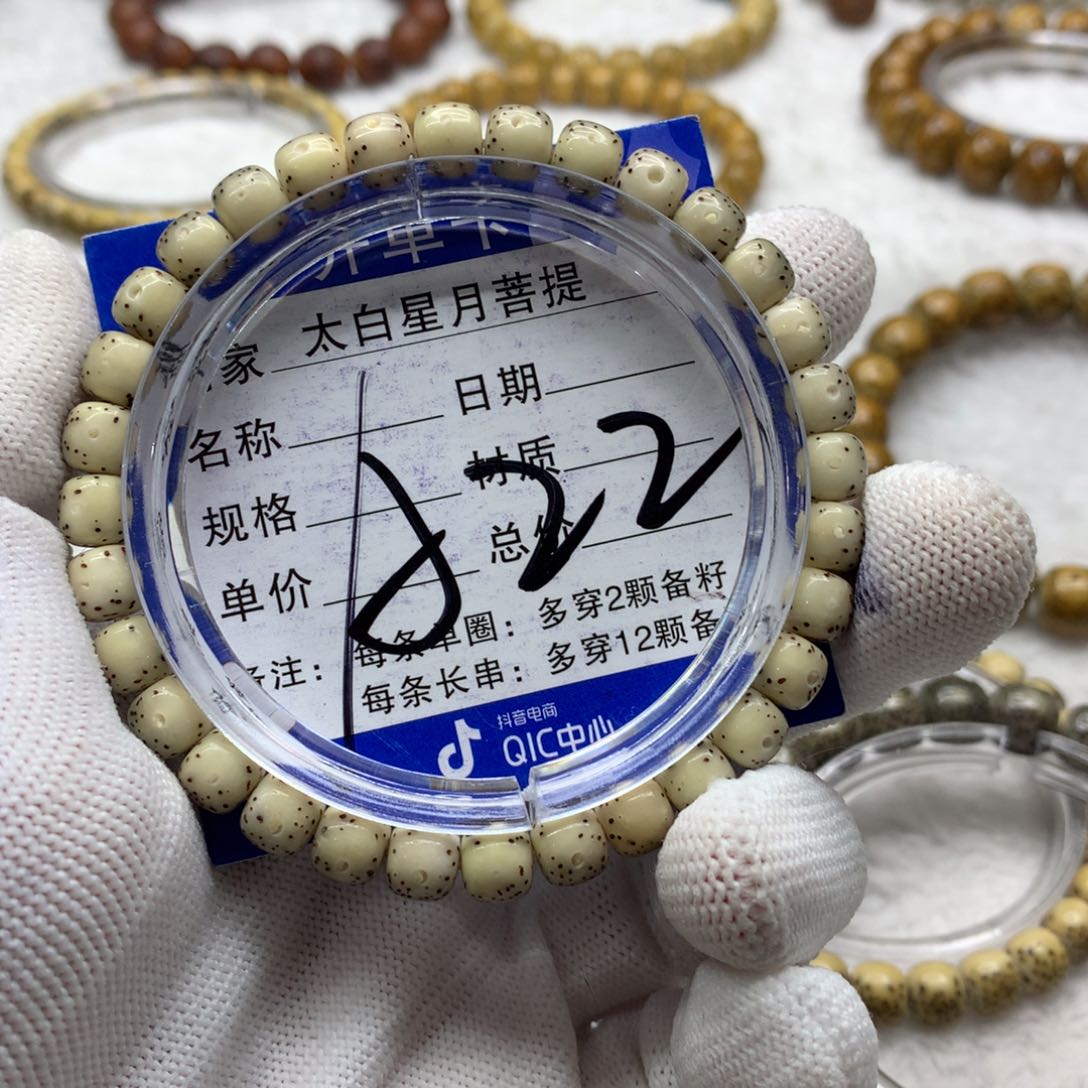 开单卡
家 太白星月菩提
名称 日期
规格 材质
单价 总价
822
备注：每条单圈：多穿2颗备籽
每条长串：多穿12颗备
抖音电商
QIC中心